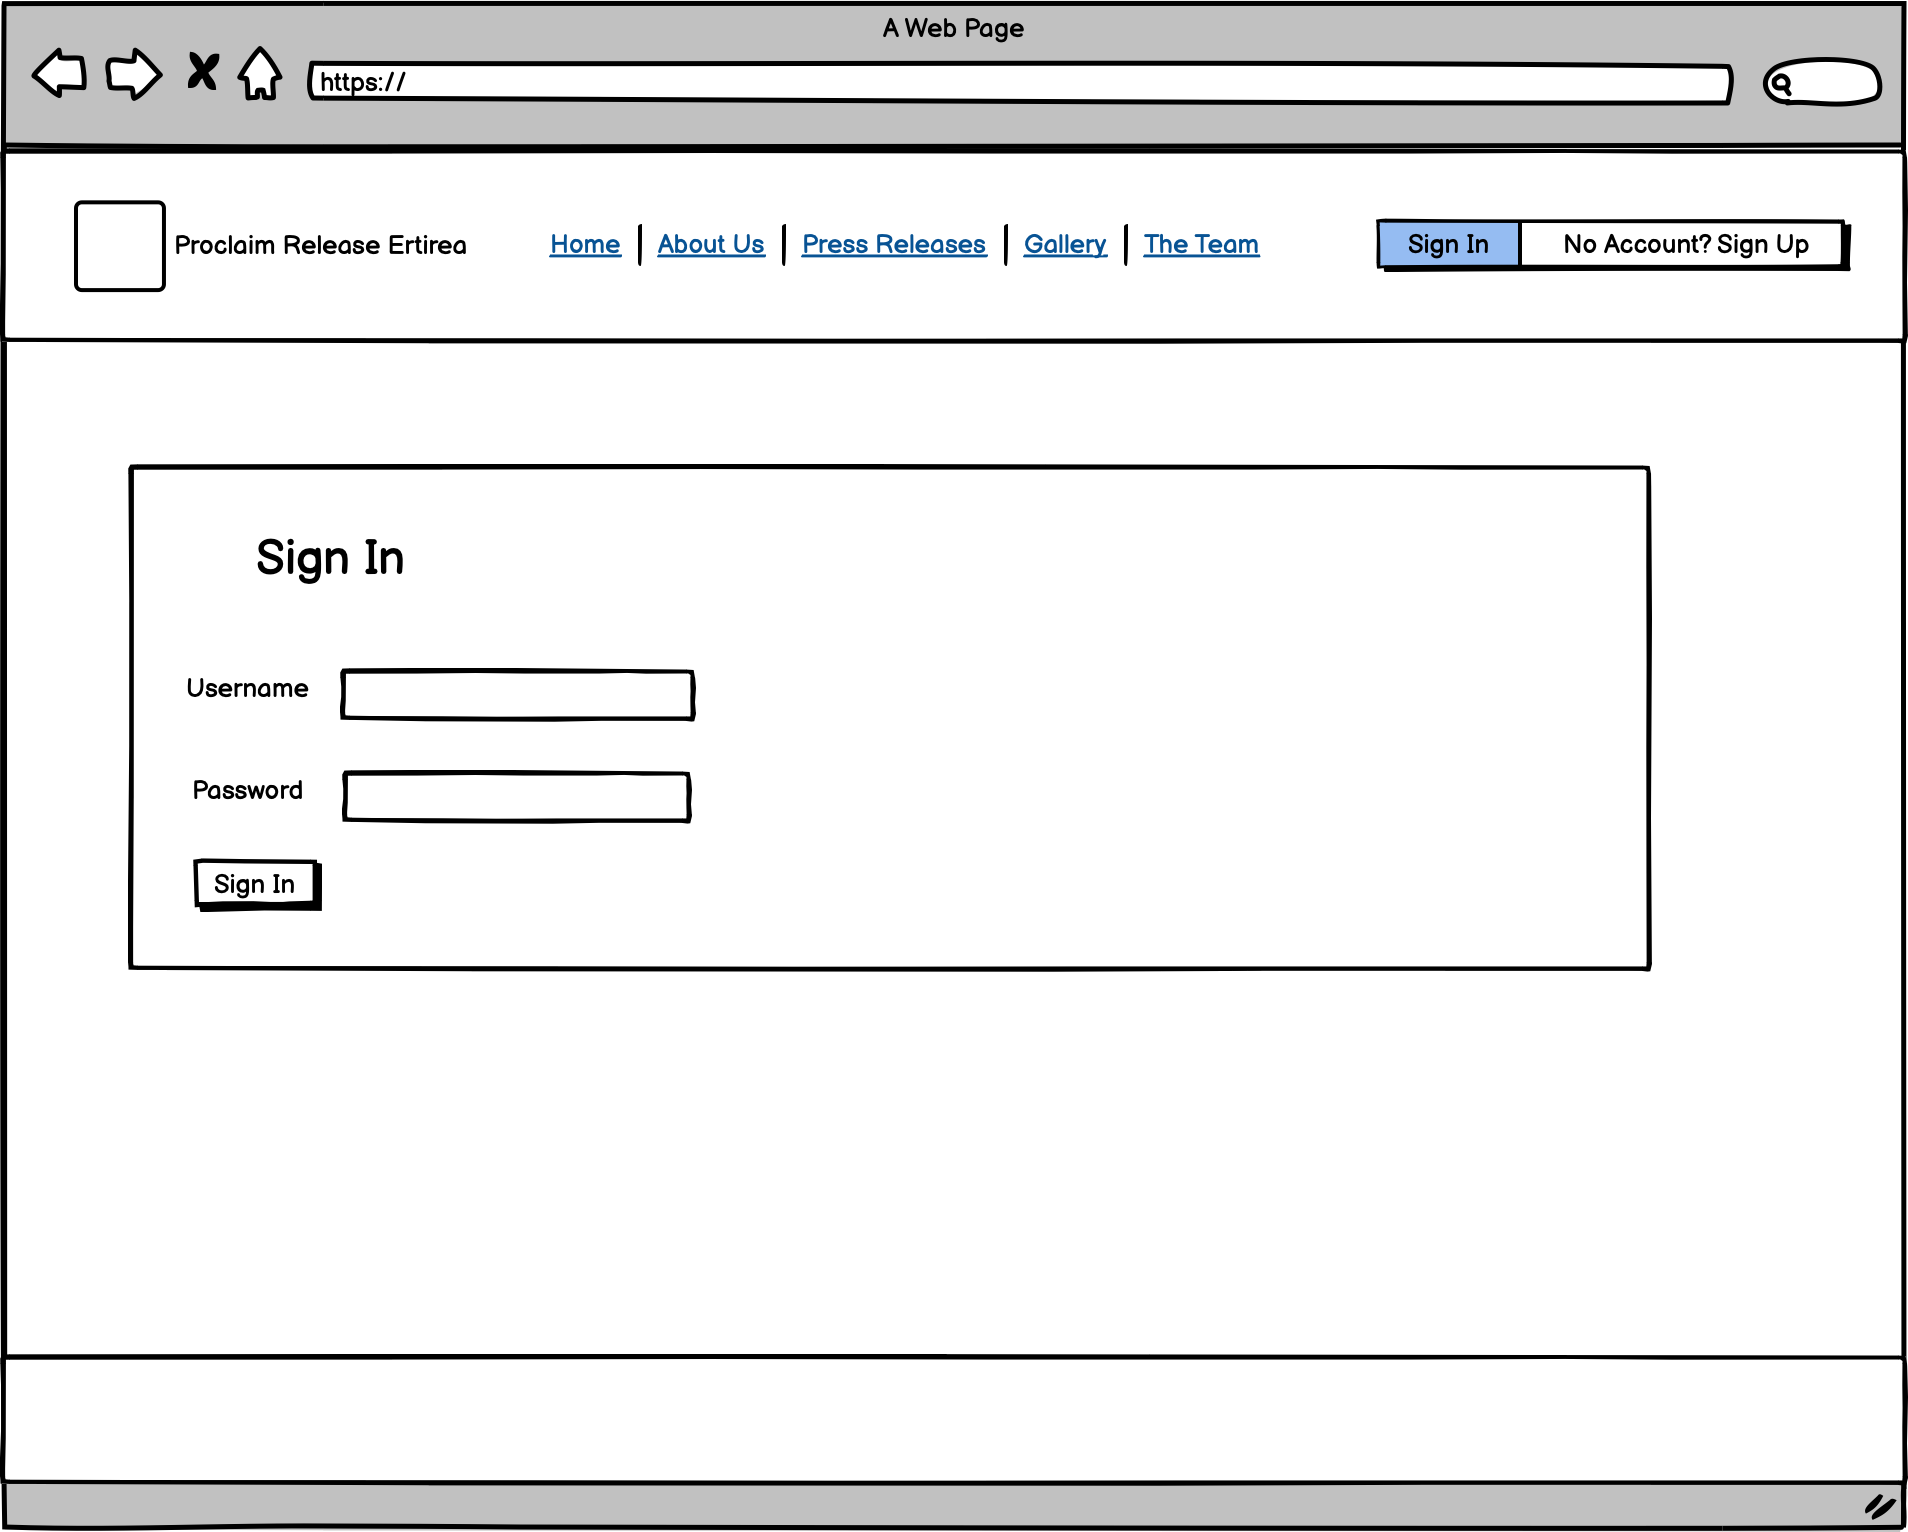 A Web Page
https://
Proclaim Release Ertirea
Home
About Us
Press Releases
Gallery
The Team
Sign In
No Account? Sign Up
Sign In
Username
Password
Sign In